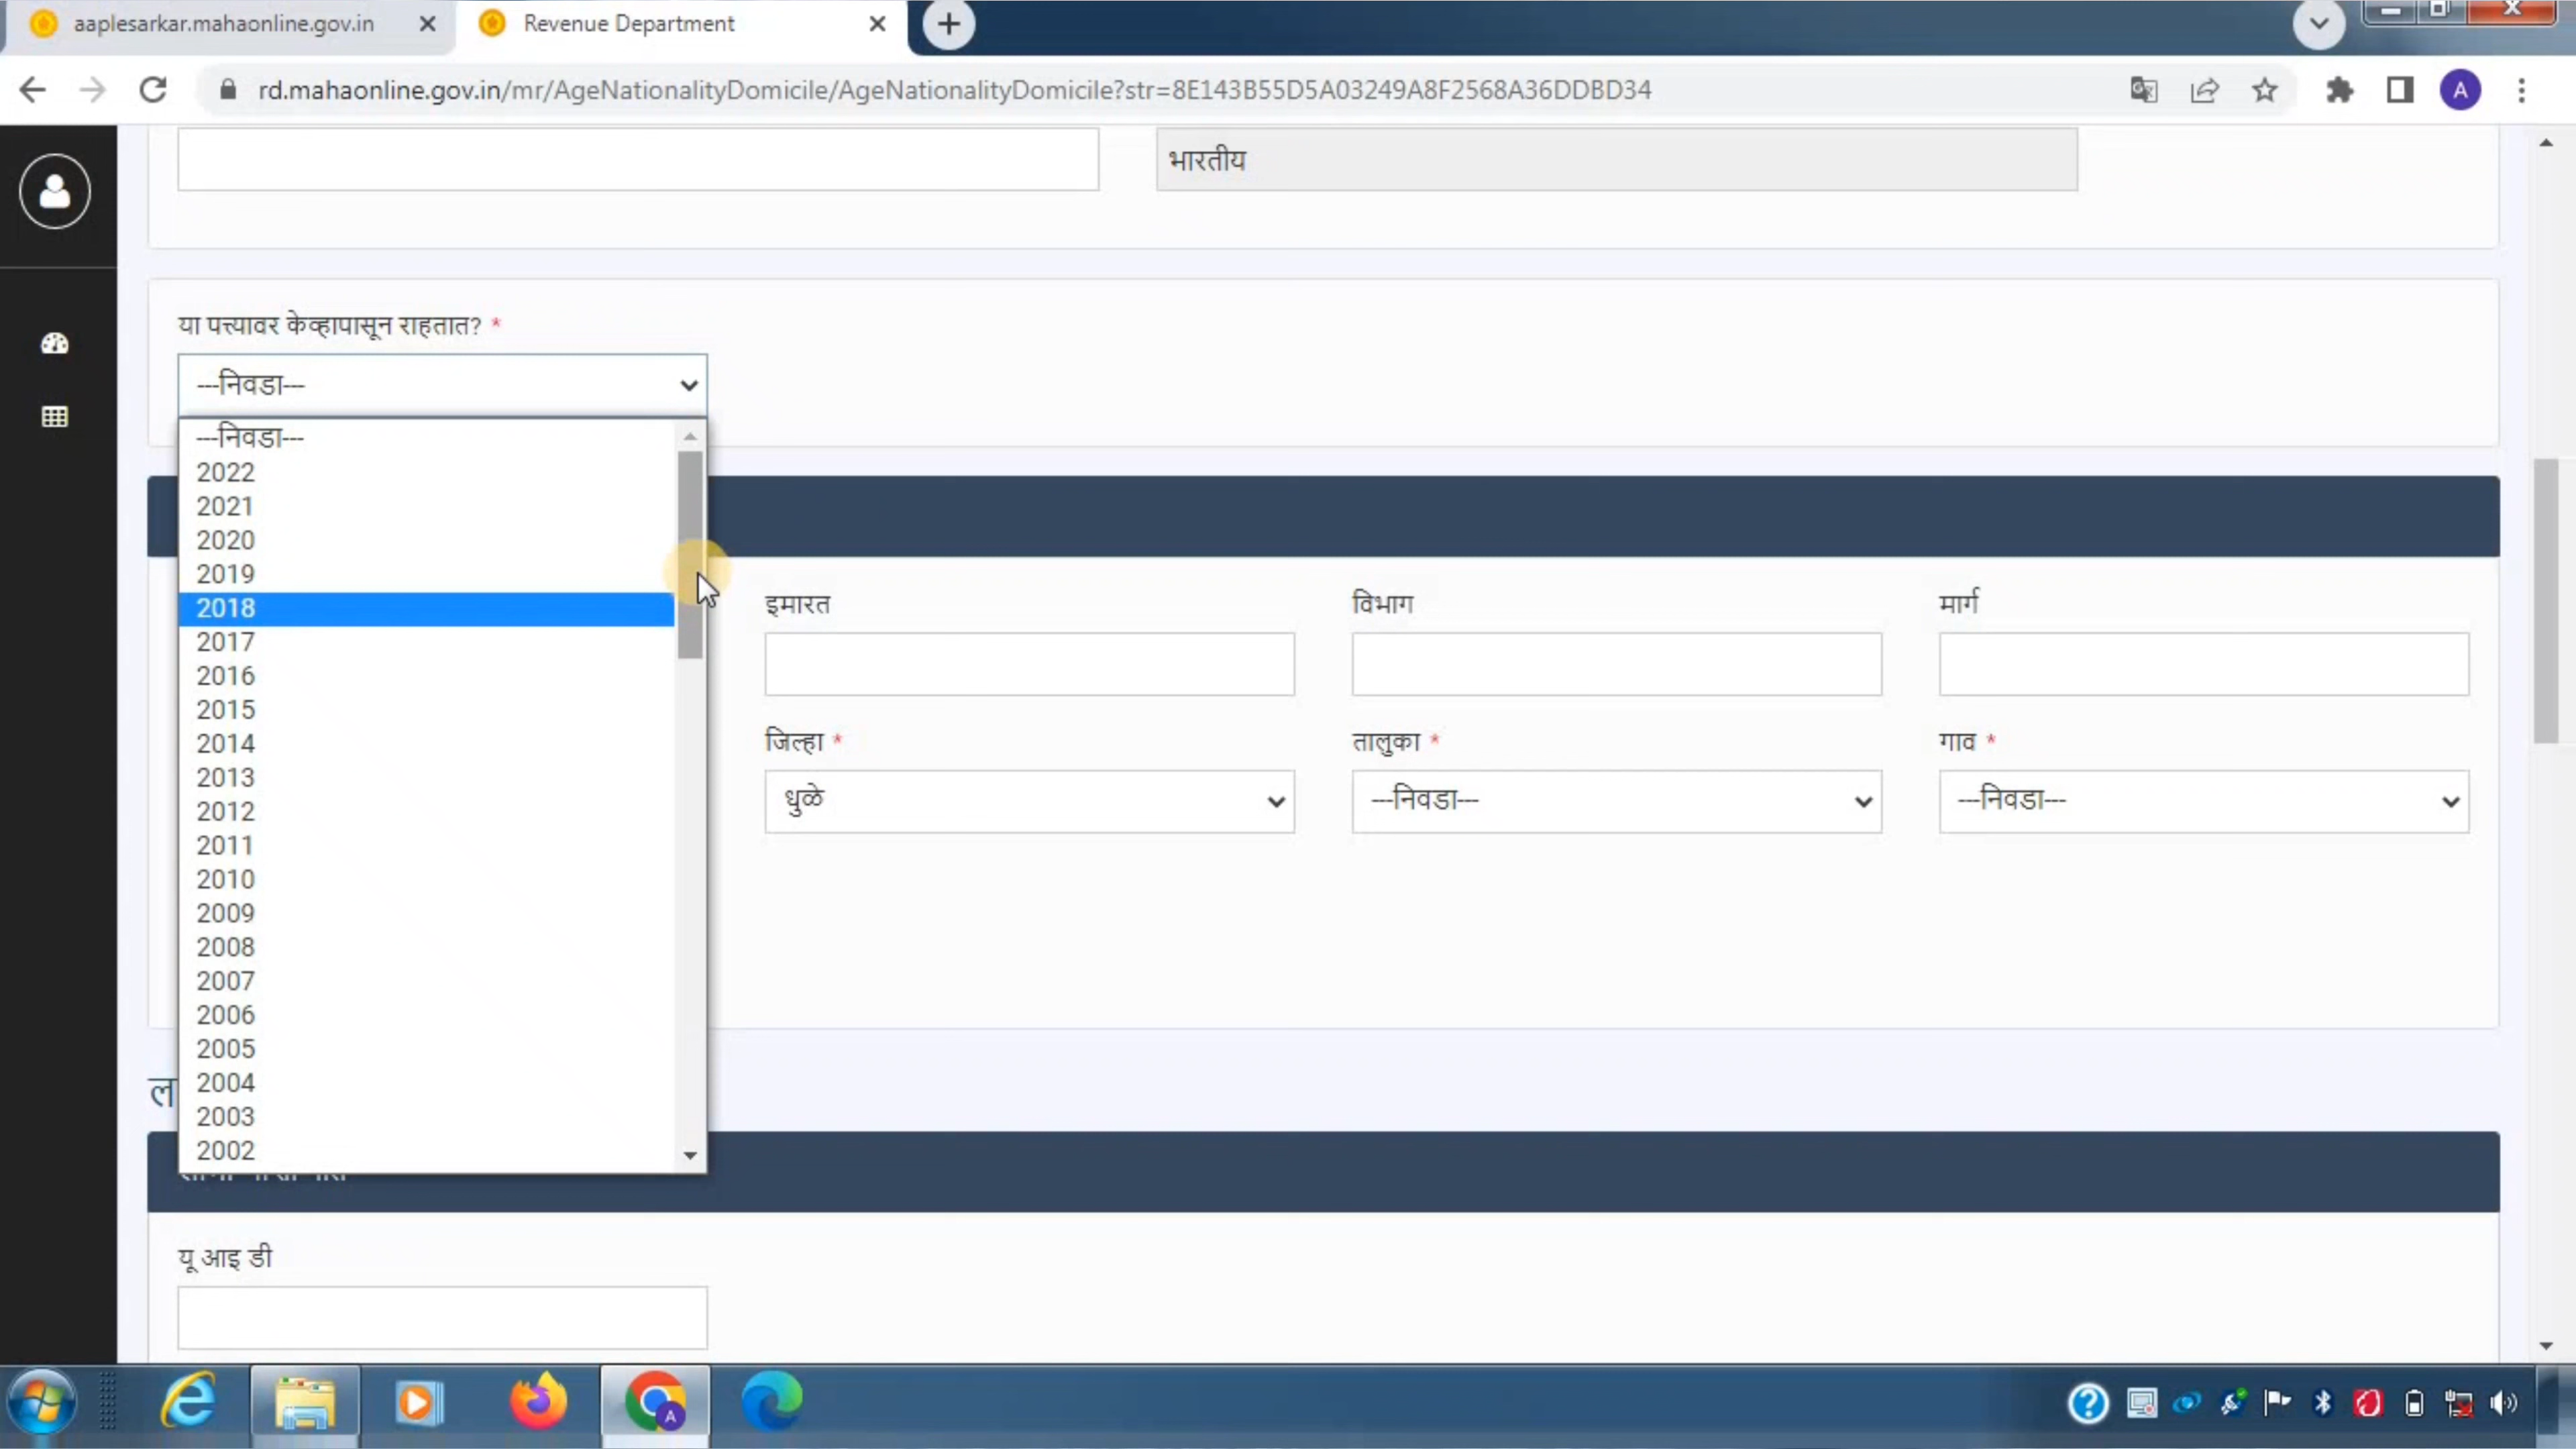 aaplesarkar.mahaonline.gov.in
Revenue Department
rd.mahaonline.gov.in/mr/AgeNationalityDomicile/AgeNationalityDomicile?str=8E143B55D5A03249A8F2568A36DDBD34
A
भारतीय
या पत्त्यावर केव्हापासून राहतात? *
---निवडा---
---निवडा---
2022
2021
2020
2019
2018
2017
2016
2015
2014
2013
2012
2011
2010
2009
2008
2007
2006
2005
2004
2003
2002
इमारत विभाग मार्ग
जिल्हा * तालुका * गाव *
धुळे ---निवडा--- ---निवडा---
यू आइ डी